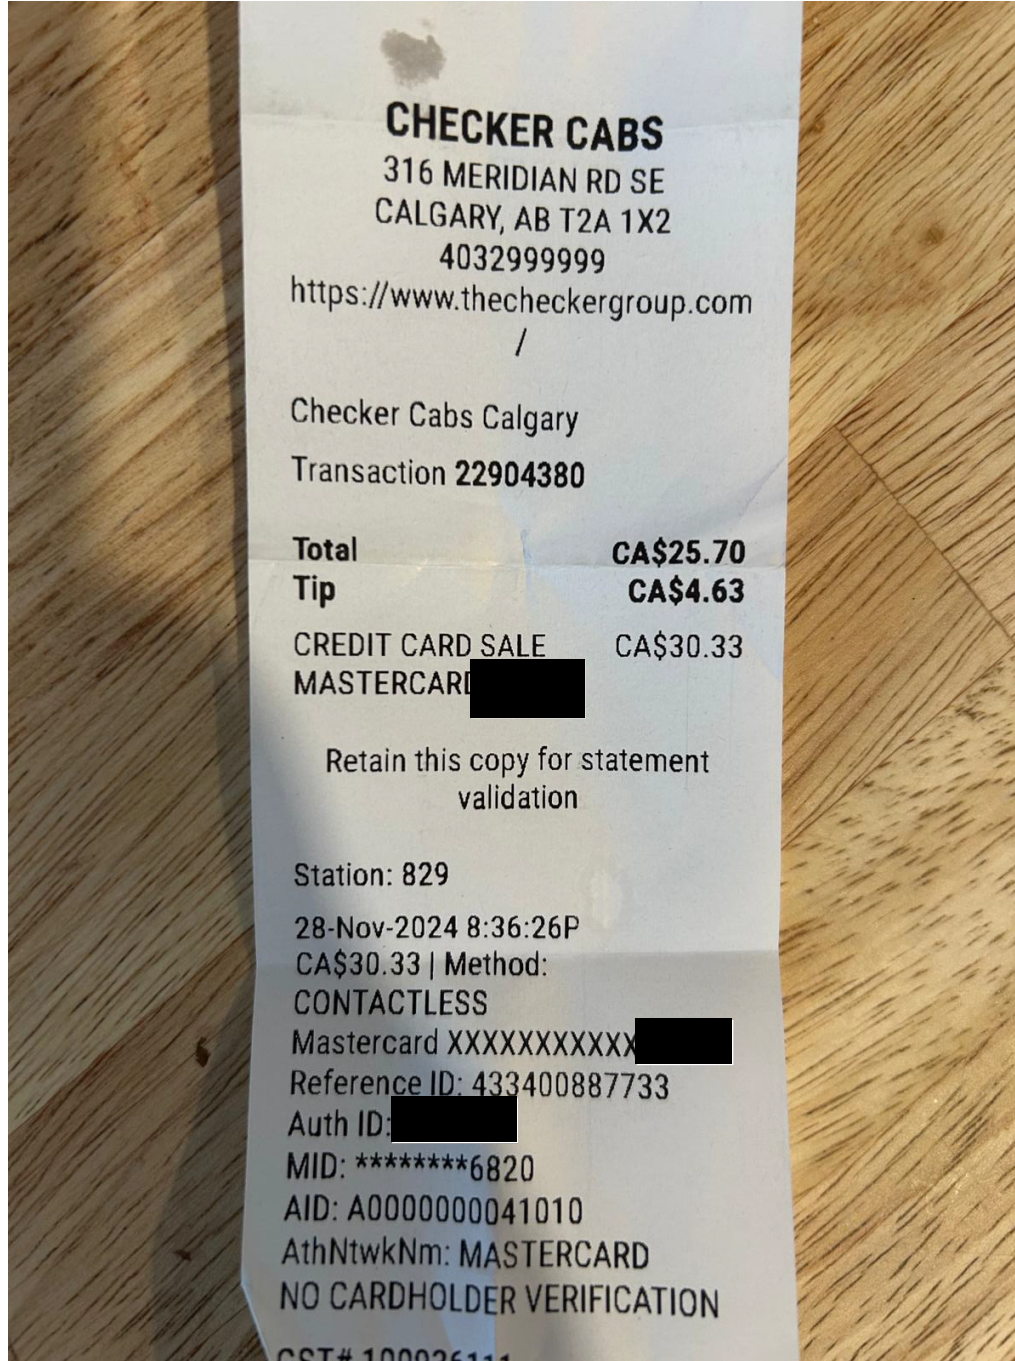 CHECKER CABS
316 MERIDIAN RD SE
CALGARY, AB T2A 1X2
4032999999
https://www.thecheckergroup.com
/
Checker Cabs Calgary
Transaction 22904380
Total CA$25.70
Tip CA$4.63
CREDIT CARD SALE CA$30.33
MASTERCARD
Retain this copy for statement
validation
Station: 829
28-Nov-2024 8:36:26P
CA$30.33 | Method:
CONTACTLESS
Mastercard XXXXXXXXXXXX
Reference ID: 433400887733
Auth ID:
MID: ********6820
AID: A0000000041010
AthNtwkNm: MASTERCARD
NO CARDHOLDER VERIFICATION
GST#